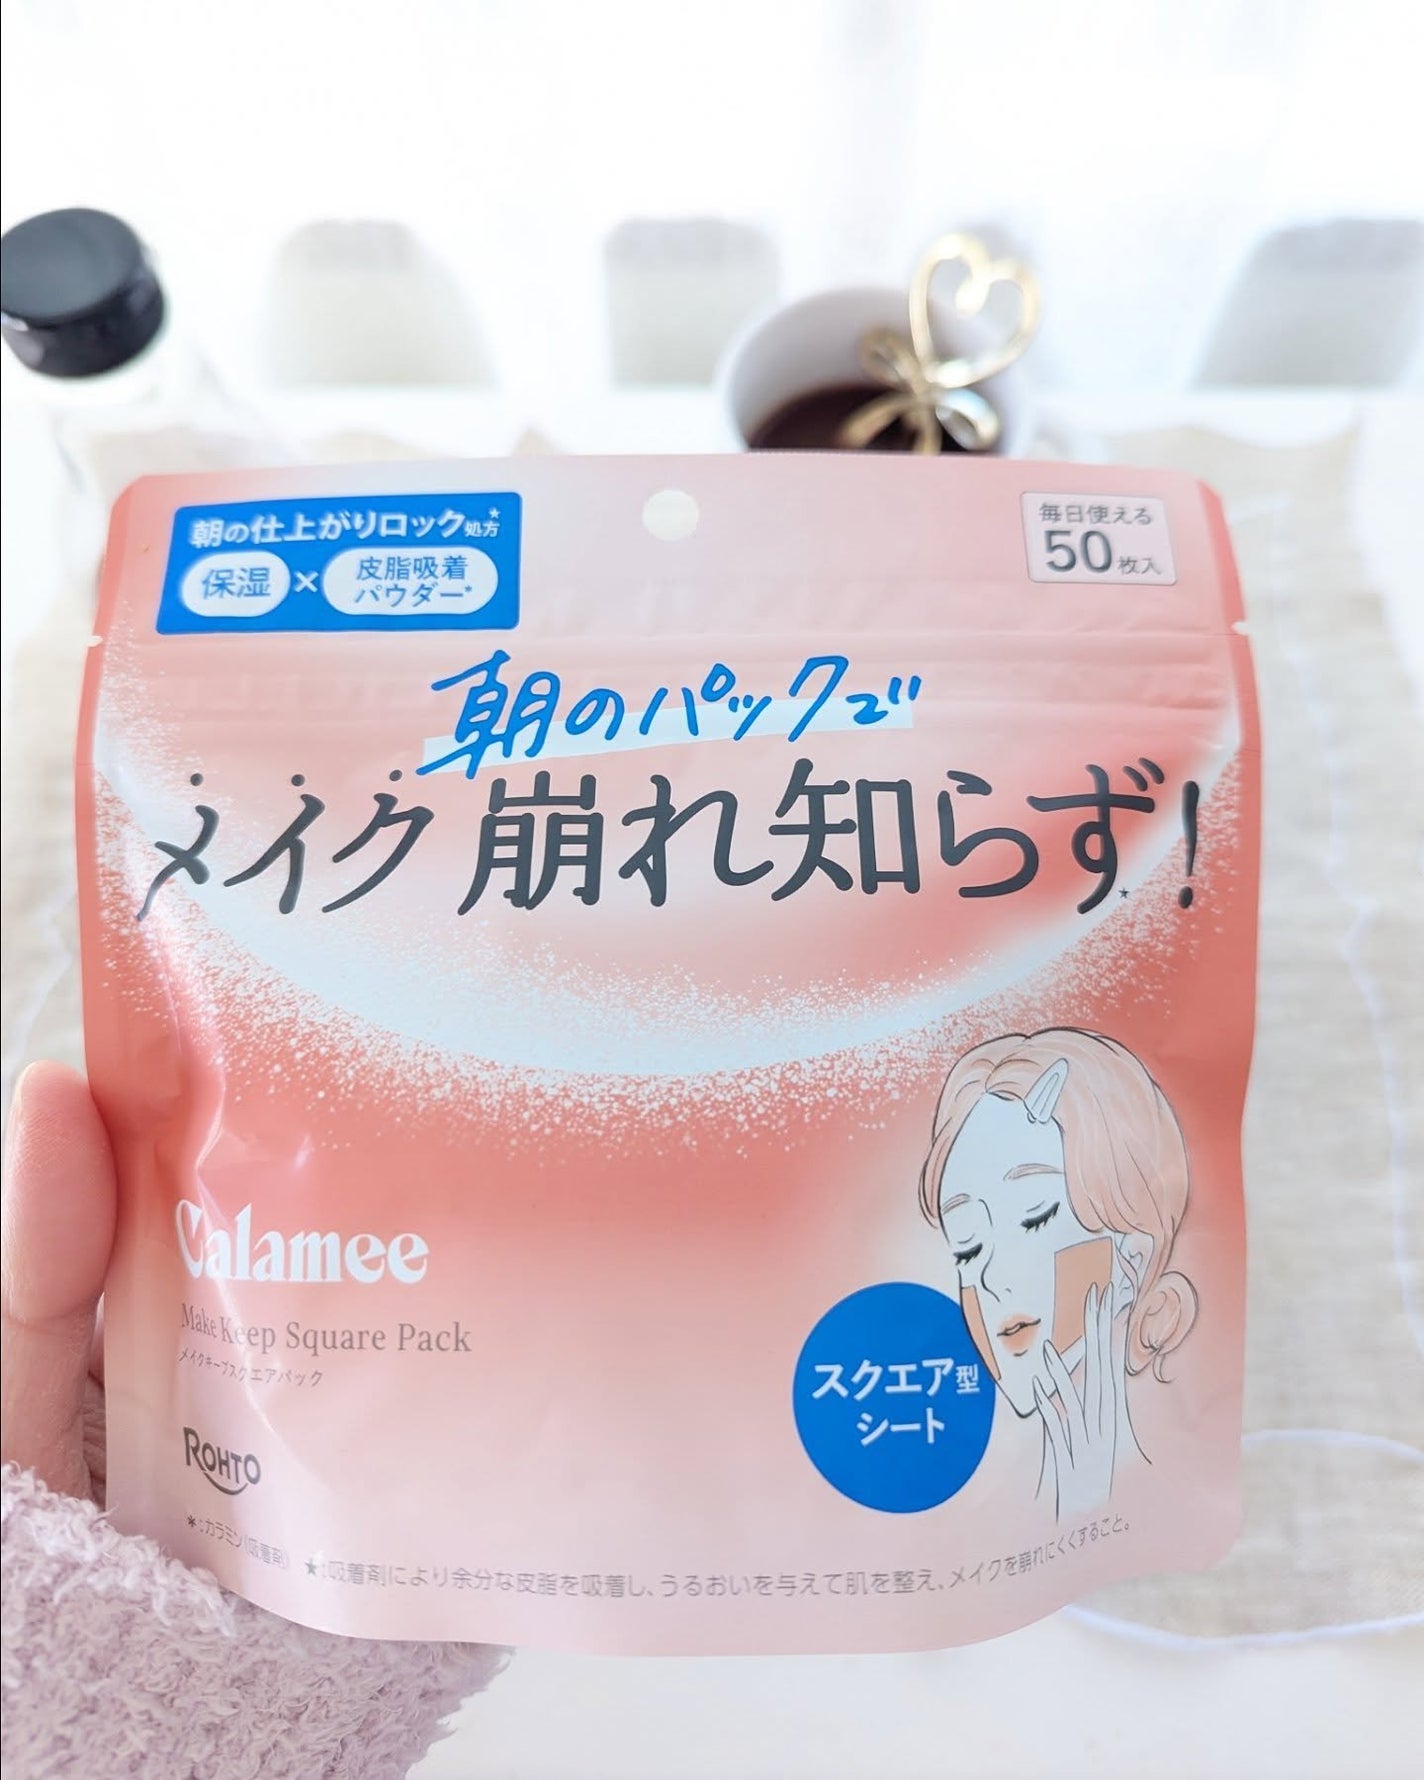 朝の仕上がりロック処方★
保湿×皮脂吸着
パウダー*
毎日使える
50枚入
朝のパックで
メイク崩れ知らず★!
Calamee
Make Keep Square Pack
メイクキープスクエアパック
スクエア型
シート
ROHTO
*:カラミン(吸着剤) ★:吸着剤により余分な皮脂を吸着し、うるおいを与えて肌を整え、メイクを崩れにくくすること。